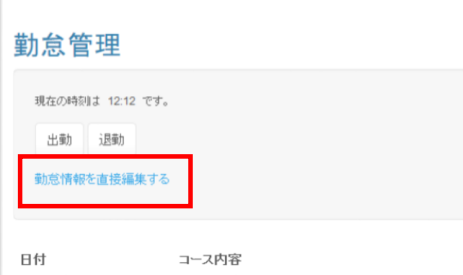 勤怠管理
現在の時刻は 12:12 です。
出勤 退勤
勤怠情報を直接編集する
日付 コース内容